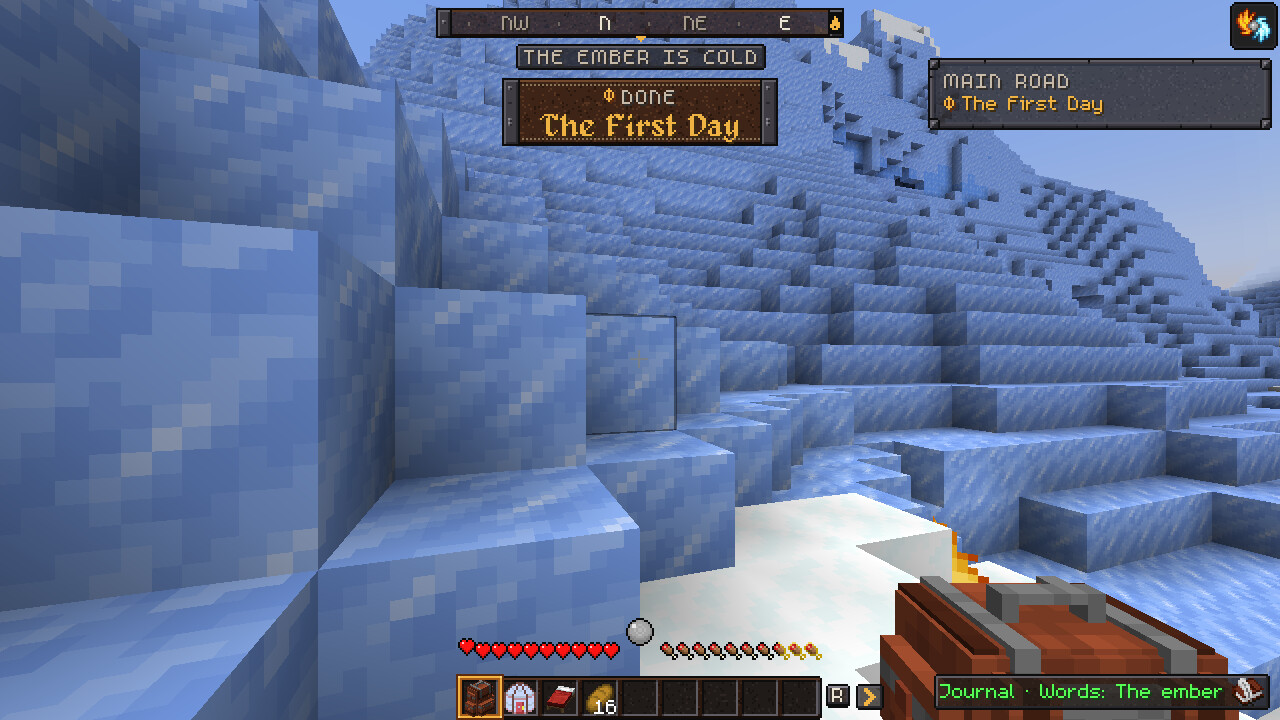 NW · N · NE · E
THE EMBER IS COLD
DONE
The First Day
MAIN ROAD
The First Day
16
R
Journal · Words: The ember